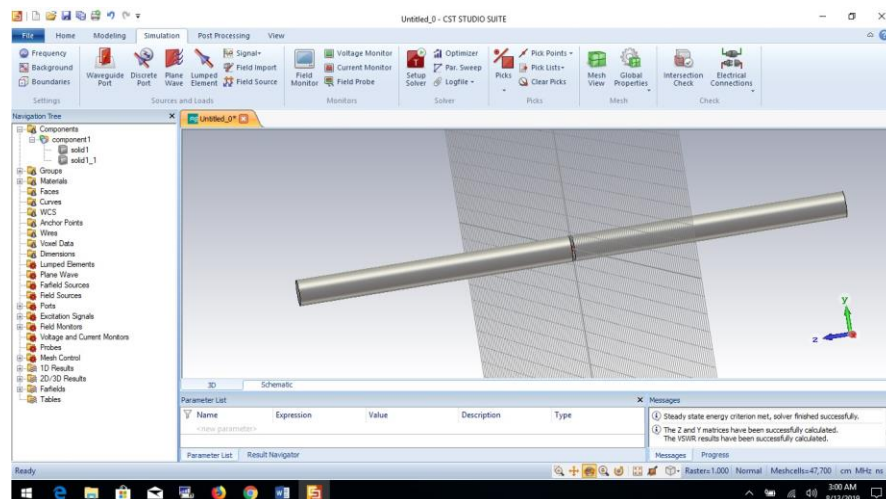 Untitled_0 - CST STUDIO SUITE
File Home Modeling Simulation Post Processing View
Frequency
Background
Boundaries
Settings
Waveguide Port
Discrete Port
Plane Wave
Lumped Element
Signal
Field Import
Field Source
Sources and Loads
Field Monitor
Voltage Monitor
Current Monitor
Field Probe
Monitors
Setup Solver
Optimizer
Par. Sweep
Logfile
Solver
Picks
Pick Points
Pick Lists
Clear Picks
Picks
Mesh View
Global Properties
Mesh
Intersection Check
Electrical Connections
Check
Navigation Tree
Components
component1
solid1
solid1_1
Groups
Materials
Faces
Curves
WCS
Anchor Points
Wires
Voxel Data
Dimensions
Lumped Elements
Plane Wave
Farfield Sources
Field Sources
Ports
Excitation Signals
Field Monitors
Voltage and Current Monitors
Probes
Mesh Control
1D Results
2D/3D Results
Farfields
Tables
Untitled_0*
y
z
3D Schematic
Parameter List
Name Expression Value Description Type
<new parameter>
Parameter List Result Navigator
Messages
Steady state energy criterion met, solver finished successfully.
The Z and Y matrices have been successfully calculated.
The VSWR results have been successfully calculated.
Messages Progress
Ready
Raster=1.000 Normal Meshcells=47,700 cm MHz ns
3:00 AM
8/13/2019